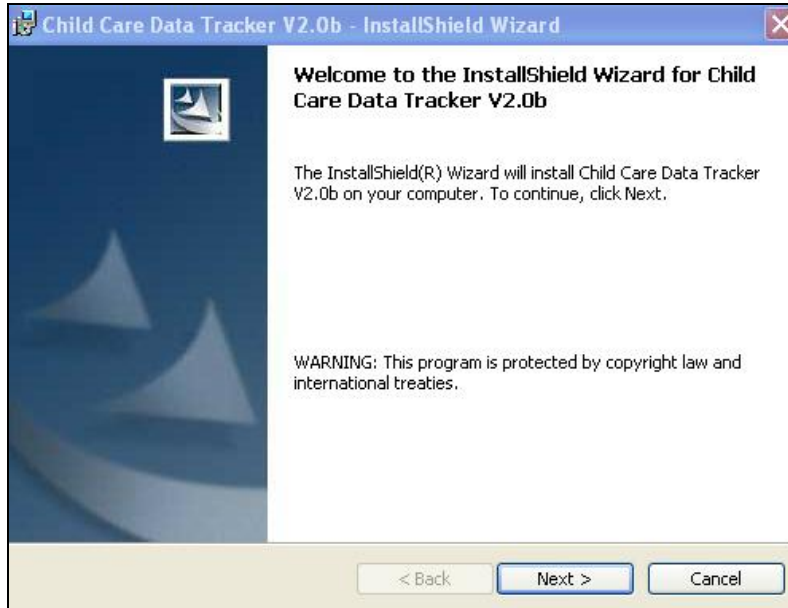 Child Care Data Tracker V2.0b - InstallShield Wizard
Welcome to the InstallShield Wizard for Child
Care Data Tracker V2.0b
The InstallShield(R) Wizard will install Child Care Data Tracker
V2.0b on your computer. To continue, click Next.
WARNING: This program is protected by copyright law and
international treaties.
< Back
Next >
Cancel